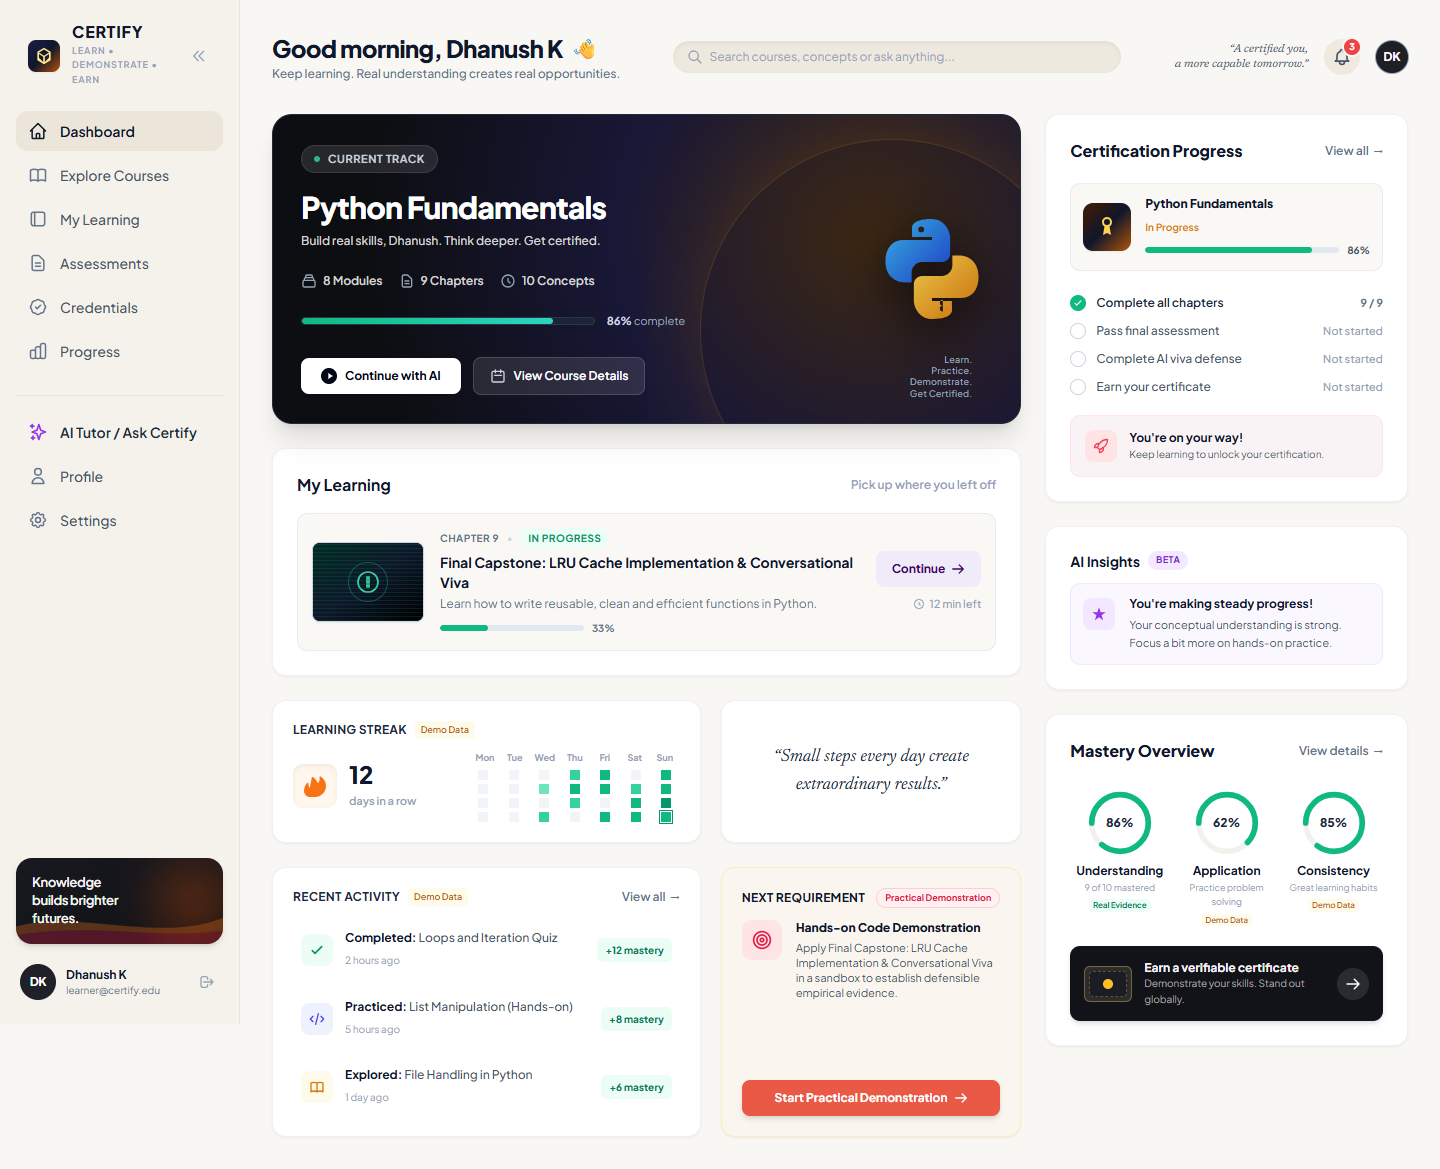 CERTIFY
LEARN •
DEMONSTRATE •
EARN
Dashboard
Explore Courses
My Learning
Assessments
Credentials
Progress
AI Tutor / Ask Certify
Profile
Settings
Knowledge
builds brighter
futures.
DK
Dhanush K
learner@certify.edu
Good morning, Dhanush K 👋
Keep learning. Real understanding creates real opportunities.
Search courses, concepts or ask anything...
“A certified you,
a more capable tomorrow.”
3
DK
CURRENT TRACK
Python Fundamentals
Build real skills, Dhanush. Think deeper. Get certified.
8 Modules
9 Chapters
10 Concepts
86% complete
Continue with AI
View Course Details
Learn.
Practice.
Demonstrate.
Get Certified.
My Learning
Pick up where you left off
CHAPTER 9 • IN PROGRESS
Final Capstone: LRU Cache Implementation & Conversational
Viva
Learn how to write reusable, clean and efficient functions in Python.
33%
Continue →
12 min left
LEARNING STREAK Demo Data
12
days in a row
Mon Tue Wed Thu Fri Sat Sun
“Small steps every day create
extraordinary results.”
RECENT ACTIVITY Demo Data
View all →
Completed: Loops and Iteration Quiz
2 hours ago
+12 mastery
Practiced: List Manipulation (Hands-on)
5 hours ago
+8 mastery
Explored: File Handling in Python
1 day ago
+6 mastery
NEXT REQUIREMENT
Practical Demonstration
Hands-on Code Demonstration
Apply Final Capstone: LRU Cache
Implementation & Conversational Viva
in a sandbox to establish defensible
empirical evidence.
Start Practical Demonstration →
Certification Progress
View all →
Python Fundamentals
In Progress
86%
Complete all chapters 9 / 9
Pass final assessment Not started
Complete AI viva defense Not started
Earn your certificate Not started
You're on your way!
Keep learning to unlock your certification.
AI Insights BETA
You're making steady progress!
Your conceptual understanding is strong.
Focus a bit more on hands-on practice.
Mastery Overview
View details →
86%
Understanding
9 of 10 mastered
Real Evidence
62%
Application
Practice problem
solving
Demo Data
85%
Consistency
Great learning habits
Demo Data
Earn a verifiable certificate
Demonstrate your skills. Stand out
globally.